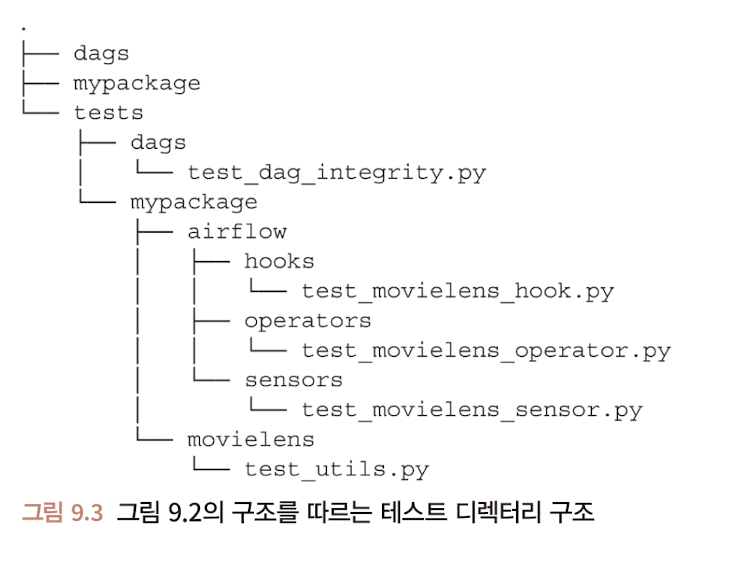 .
├── dags
├── mypackage
└── tests
    ├── dags
    │   └── test_dag_integrity.py
    └── mypackage
        ├── airflow
        │   ├── hooks
        │   │   └── test_movielens_hook.py
        │   ├── operators
        │   │   └── test_movielens_operator.py
        │   └── sensors
        │       └── test_movielens_sensor.py
        └── movielens
            └── test_utils.py
그림 9.3 그림 9.2의 구조를 따르는 테스트 디렉터리 구조